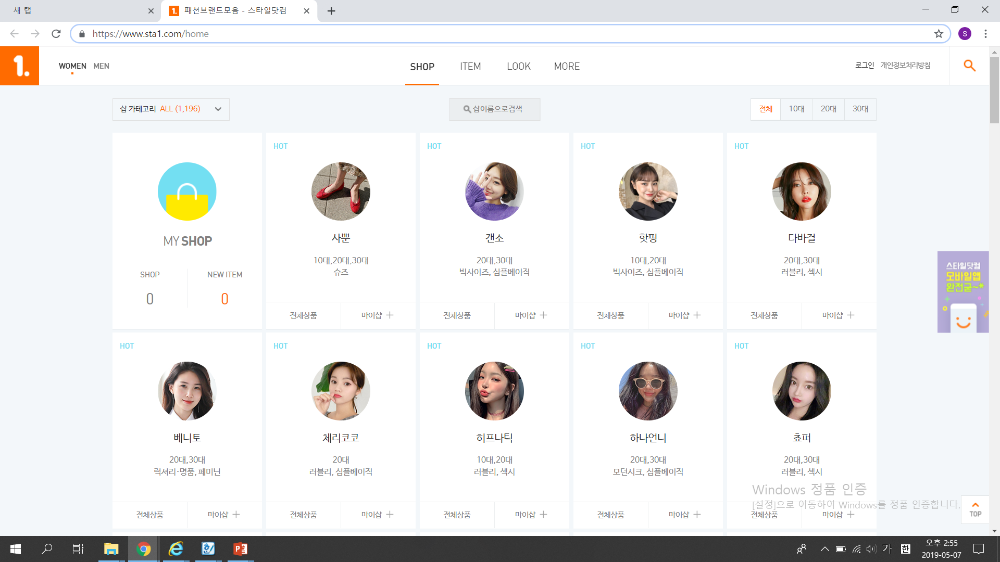 새 탭
1. 패션브랜드모음 - 스타일닷컴
https://www.sta1.com/home
S
1.
WOMEN MEN
SHOP ITEM LOOK MORE
로그인 개인정보처리방침
샵 카테고리 ALL (1,196)
샵이름으로검색
전체 10대 20대 30대
MY SHOP
SHOP NEW ITEM
0 0
HOT
사뿐
10대,20대,30대
슈즈
전체상품 마이샵
HOT
갠소
20대,30대
빅사이즈, 심플베이직
전체상품 마이샵
HOT
핫핑
10대,20대
빅사이즈, 심플베이직
전체상품 마이샵
HOT
다바걸
20대,30대
러블리, 섹시
전체상품 마이샵
스타일닷컴
모바일앱
완전굳~*
HOT
베니토
20대,30대
럭셔리·명품, 페미닌
전체상품 마이샵
HOT
체리코코
20대
러블리, 심플베이직
전체상품 마이샵
HOT
히프나틱
10대,20대
러블리, 섹시
전체상품 마이샵
HOT
하나언니
20대,30대
모던시크, 심플베이직
전체상품 마이샵
HOT
쵸퍼
20대,30대
러블리, 섹시
전체상품 마이샵
Windows 정품 인증
[설정]으로 이동하여 Windows를 정품 인증합니다.
TOP
가 한
오후 2:55
2019-05-07